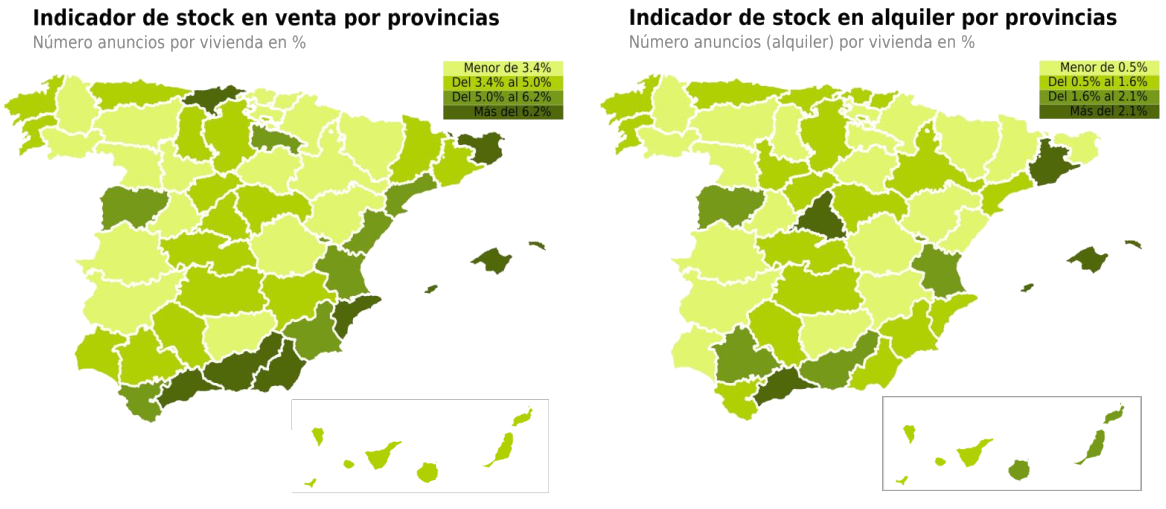 Indicador de stock en venta por provincias
Número anuncios por vivienda en %
Menor de 3.4%
Del 3.4% al 5.0%
Del 5.0% al 6.2%
Más del 6.2%
Indicador de stock en alquiler por provincias
Número anuncios (alquiler) por vivienda en %
Menor de 0.5%
Del 0.5% al 1.6%
Del 1.6% al 2.1%
Más del 2.1%